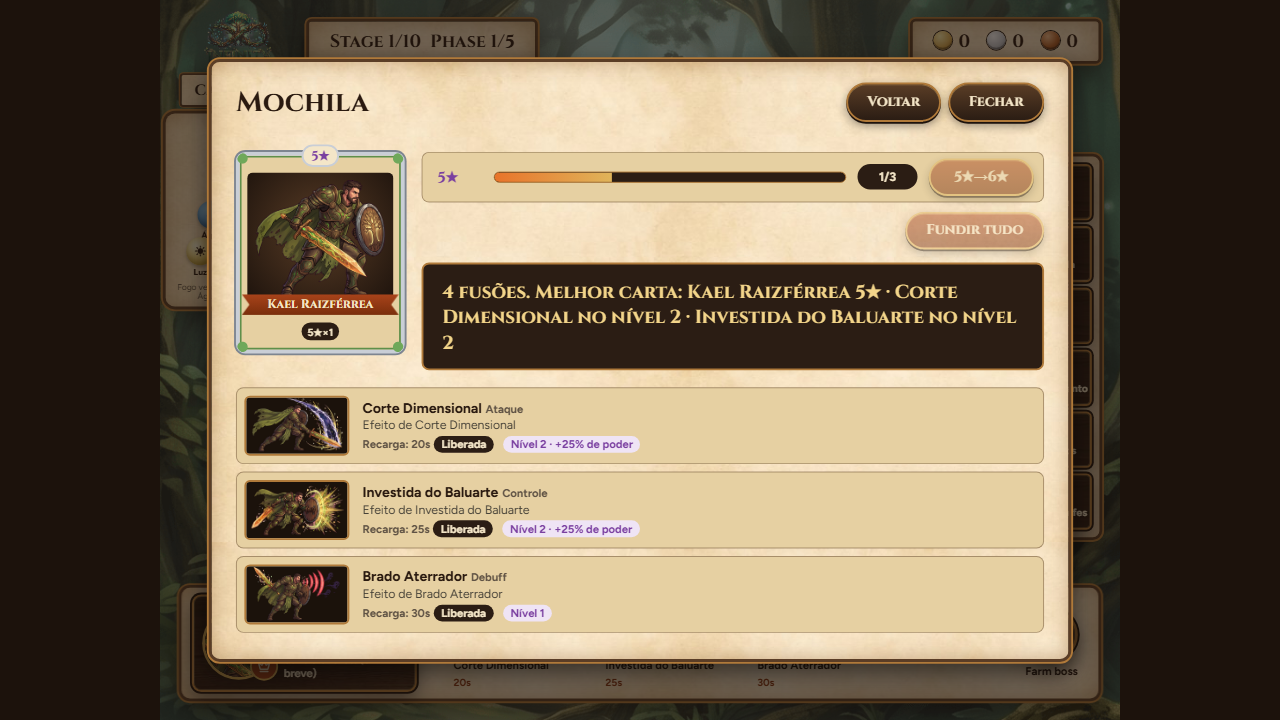 Stage 1/10 Phase 1/5
0 0 0
Mochila
Voltar
Fechar
5★
Kael Raizférrea
5★×1
5★
1/3
5★→6★
Fundir tudo
4 fusões. Melhor carta: Kael Raizférrea 5★ · Corte
Dimensional no nível 2 · Investida do Baluarte no nível
2
Corte Dimensional Ataque
Efeito de Corte Dimensional
Recarga: 20s Liberada Nível 2 · +25% de poder
Investida do Baluarte Controle
Efeito de Investida do Baluarte
Recarga: 25s Liberada Nível 2 · +25% de poder
Brado Aterrador Debuff
Efeito de Brado Aterrador
Recarga: 30s Liberada Nível 1
Luz
Fogo ve
breve)
Corte Dimensional
20s
Investida do Baluarte
25s
Brado Aterrador
30s
Farm boss